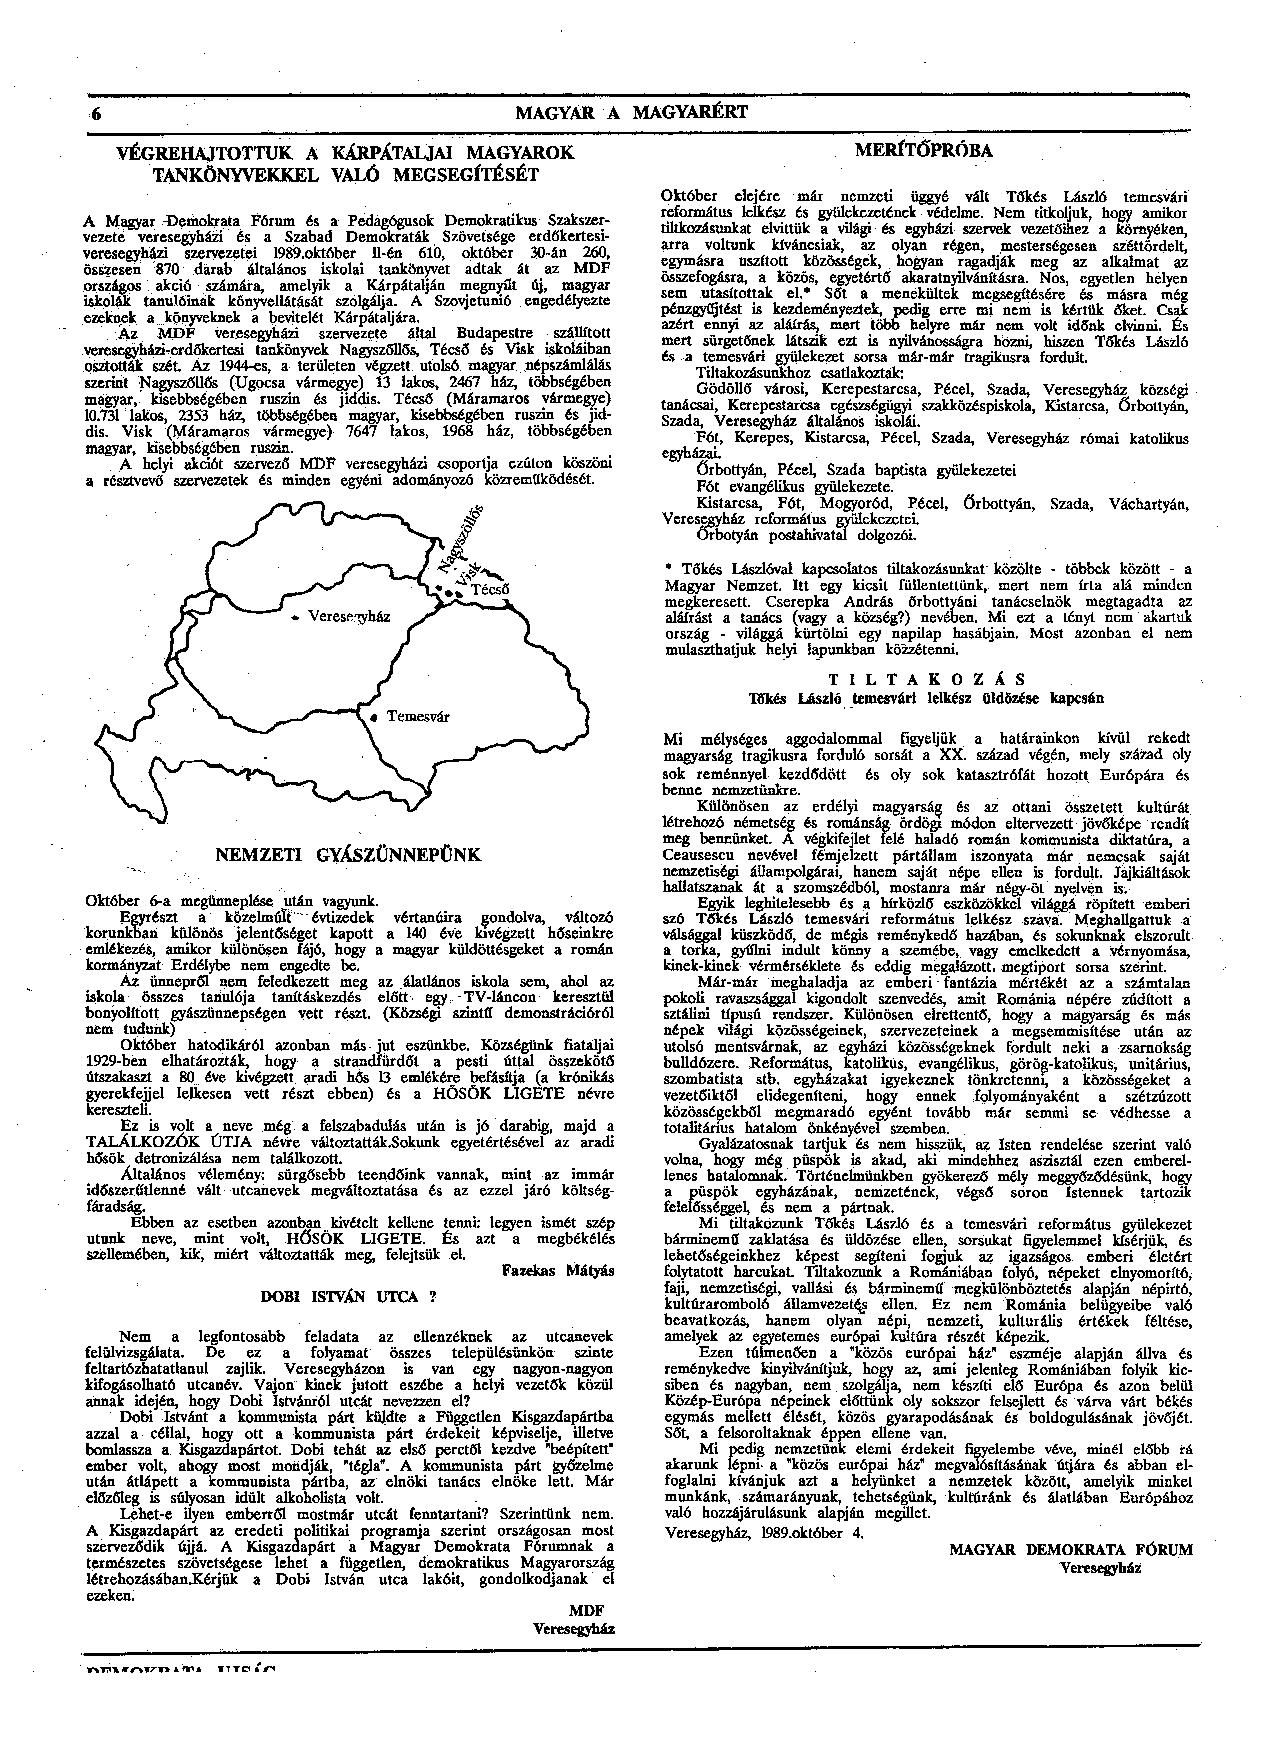 6
MAGYAR A MAGYARÉRT
VÉGREHAJTOTTUK A KÁRPÁTALJAI MAGYAROK
TANKÖNYVEKKEL VALÓ MEGSEGÍTÉSÉT
A Magyar Demokrata Fórum és a Pedagógusok Demokratikus Szakszer-
vezete veresegyházi és a Szabad Demokraták Szövetsége erdőkertesi-
veresegyházi szervezetei 1989.október 11-én 610, október 30-án 260,
összesen 870 darab általános iskolai tankönyvet adtak át az MDF
országos akció számára, amelyik a Kárpátalján megnyílt új, magyar
iskolák tanulóinak könyvellátását szolgálja. A Szovjetunió engedélyezte
ezeknek a könyveknek a bevitelét Kárpátaljára.
Az MDF veresegyházi szervezete által Budapestre szállított
veresegyházi-erdőkertesi tankönyvek Nagyszőllős, Técső és Visk iskoláiban
osztották szét. Az 1944-es, a területen végzett utolsó magyar népszámlálás
szerint Nagyszőllős (Ugocsa vármegye) 13 lakos, 2467 ház, többségében
magyar, kisebbségében ruszin és jiddis. Técső (Máramaros vármegye)
10.731 lakos, 2353 ház, többségében magyar, kisebbségében ruszin és jid-
dis. Visk (Máramaros vármegye) 7647 lakos, 1968 ház, többségében
magyar, kisebbségében ruszin.
A helyi akciót szervező MDF veresegyházi csoportja ezúton köszöni
a résztvevő szervezetek és minden egyéni adományozó közreműködését.
Nagyszőllős
Visk
Técső
Veresegyház
Temesvár
NEMZETI GYÁSZÜNNEPÜNK
Október 6-a megünneplése után vagyunk.
Egyrészt a közelmúlt évtizedek vértanúira gondolva, változó
korunkban különös jelentőséget kapott a 140 éve kivégzett hőseinkre
emlékezés, amikor különösen fájó, hogy a magyar küldöttségeket a román
kormányzat Erdélybe nem engedte be.
Az ünnepről nem feledkezett meg az álatlános iskola sem, ahol az
iskola összes tanulója tanításkezdés előtt egy TV-láncon keresztül
bonyolított gyászünnepségen vett részt. (Községi szintű demonstrációról
nem tudunk)
Október hatodikáról azonban más jut eszünkbe. Községünk fiataljai
1929-ben elhatározták, hogy a strandfürdőt a pesti úttal összekötő
útszakaszt a 80 éve kivégzett aradi hős 13 emlékére befásítja (a krónikás
gyerekfejjel lelkesen vett részt ebben) és a HŐSÖK LIGETE névre
kereszteli.
Ez is volt a neve még a felszabadulás után is jó darabig, majd a
TALÁLKOZÓK ÚTJA névre változtatták.Sokunk egyetértésével az aradi
hősök detronizálása nem találkozott.
Általános vélemény: sürgősebb teendőink vannak, mint az immár
időszerűtlenné vált utcanevek megváltoztatása és az ezzel járó költség-
fáradság.
Ebben az esetben azonban kivételt kellene tenni: legyen ismét szép
utunk neve, mint volt, HŐSÖK LIGETE. És azt a megbékélés
szellemében, kik, miért változtatták meg, felejtsük el.
Fazekas Mátyás
DOBI ISTVÁN UTCA ?
Nem a legfontosabb feladata az ellenzéknek az utcanevek
felülvizsgálata. De ez a folyamat összes településünkön szinte
feltartózhatatlanul zajlik. Veresegyházon is van egy nagyon-nagyon
kifogásolható utcanév. Vajon kinek jutott eszébe a helyi vezetők közül
annak idején, hogy Dobi Istvánról utcát nevezzen el?
Dobi Istvánt a kommunista párt küldte a Független Kisgazdapártba
azzal a céllal, hogy ott a kommunista párt érdekeit képviselje, illetve
bomlassza a Kisgazdapártot. Dobi tehát az első perctől kezdve "beépített"
ember volt, ahogy most mondják, "tégla". A kommunista párt győzelme
után átlápett a kommunista pártba, az elnöki tanács elnöke lett. Már
előzőleg is súlyosan idült alkoholista volt.
Lehet-e ilyen emberről mostmár utcát fenntartani? Szerintünk nem.
A Kisgazdapárt az eredeti politikai programja szerint országosan most
szerveződik újjá. A Kisgazdapárt a Magyar Demokrata Fórumnak a
természetes szövetségese lehet a független, demokratikus Magyarország
létrehozásában.Kérjük a Dobi István utca lakóit, gondolkodjanak el
ezeken.
MDF
Veresegyház
MERÍTŐPRÓBA
Október elejére már nemzeti üggyé vált Tőkés László temesvári
református lelkész és gyülekezetének védelme. Nem titkoljuk, hogy amikor
tiltkozásunkat elvittük a világi és egyházi szervek vezetőihez a környéken,
arra voltunk kíváncsiak, az olyan régen, mesterségesen széttördelt,
egymásra uszított közösségek, hogyan ragadják meg az alkalmat az
összefogásra, a közös, egyetértő akaratnyilvánításra. Nos, egyetlen helyen
sem utasítottak el.* Sőt a menekültek megsegítésére és másra még
pénzgyűjtést is kezdeményeztek, pedig erre mi nem is kértük őket. Csak
azért ennyi az aláírás, mert több helyre már nem volt időnk elvinni. És
mert sürgetőnek látszik ezt is nyilvánosságra hozni, hiszen Tőkés László
és a temesvári gyülekezet sorsa már-már tragikusra fordult.
Tiltakozásunkhoz csatlakoztak:
Gödöllő városi, Kerepestarcsa, Pécel, Szada, Veresegyház községi
tanácsai, Kerepestarcsa egészségügyi szakközéspiskola, Kistarcsa, Őrbottyán,
Szada, Veresegyház általános iskolái.
Fót, Kerepes, Kistarcsa, Pécel, Szada, Veresegyház római katolikus
egyházai.
Őrbottyán, Pécel, Szada baptista gyülekezetei
Fót evangélikus gyülekezete.
Kistarcsa, Fót, Mogyoród, Pécel, Őrbottyán, Szada, Váchartyán,
Veresegyház református gyülekezetei.
Őrbotyán postahivatal dolgozói.
* Tőkés Lászlóval kapcsolatos tiltakozásunkat közölte - többek között - a
Magyar Nemzet. Itt egy kicsit füllentettünk, mert nem írta alá minden
megkeresett. Cserepka András őrbottyáni tanácselnök megtagadta az
aláírást a tanács (vagy a község?) nevében. Mi ezt a tényt nem akartuk
ország - világgá kürtölni egy napilap hasábjain. Most azonban el nem
mulaszthatjuk helyi lapunkban közzétenni.
T I L T A K O Z Á S
Tőkés László temesvári lelkész üldözése kapcsán
Mi mélységes aggodalommal figyeljük a határainkon kívül rekedt
magyarság tragikusra forduló sorsát a XX. század végén, mely század oly
sok reménnyel kezdődött és oly sok katasztrófát hozott Európára és
benne nemzetünkre.
Különösen az erdélyi magyarság és az ottani összetett kultúrát
létrehozó németség és románság ördögi módon eltervezett jövőképe rendít
meg bennünket. A végkifejlet felé haladó román kommunista diktatúra, a
Ceausescu nevével fémjelzett pártállam iszonyata már nemcsak saját
nemzetiségi állampolgárai, hanem saját népe ellen is fordult. Jajkiáltások
hallatszanak át a szomszédból, mostanra már négy-öt nyelven is.
Egyik leghitelesebb és a hírközlő eszközökkel világgá röpített emberi
szó Tőkés László temesvári református lelkész szava. Meghallgattuk a
válsággal küszködő, de mégis reménykedő hazában, és sokunknak elszorult
a torka, gyűlni indult könny a szemébe, vagy emelkedett a vérnyomása,
kinek-kinek vérmérséklete és eddig megalázott, megtiport sorsa szerint.
Már-már meghaladja az emberi fantázia mértékét az a számtalan
pokoli ravaszsággal kigondolt szenvedés, amit Románia népére zúdított a
sztálini típusú rendszer. Különösen elrettentő, hogy a magyarság és más
népek világi közösségeinek, szervezeteinek a megsemmisítése után az
utolsó mentsvárnak, az egyházi közösségeknek fordult neki a zsarnokság
bulldózere. Református, katolikus, evangélikus, görög-katolikus, unitárius,
szombatista stb. egyházakat igyekeznek tönkretenni, a közösségeket a
vezetőiktől elidegeníteni, hogy ennek folyományaként a szétzúzott
közösségekből megmaradó egyént tovább már semmi se védhesse a
totalitárius hatalom önkényével szemben.
Gyalázatosnak tartjuk és nem hisszük, az Isten rendelése szerint való
volna, hogy még püspök is akad, aki mindehhez aszisztál ezen emberel-
lenes hatalomnak. Történelmünkben gyökerező mély meggyőződésünk, hogy
a püspök egyházának, nemzetének, végső soron Istennek tartozik
felelősséggel, és nem a pártnak.
Mi tiltakozunk Tőkés László és a temesvári református gyülekezet
bárminemű zaklatása és üldözése ellen, sorsukat figyelemmel kísérjük, és
lehetőségeinkhez képest segíteni fogjuk az igazságos emberi életért
folytatott harcukat. Tiltakozunk a Romániában folyó, népeket elnyomorító,
faji, nemzetiségi, vallási és bárminemű megkülönböztetés alapján népirtó,
kultúraromboló államvezetés ellen. Ez nem Románia belügyeibe való
beavatkozás, hanem olyan népi, nemzeti, kulturális értékek féltése,
amelyek az egyetemes európai kultúra részét képezik.
Ezen túlmenően a "közös európai ház" eszméje alapján állva és
reménykedve kinyilvánítjuk, hogy az, ami jelenleg Romániában folyik kic-
siben és nagyban, nem szolgálja, nem készíti elő Európa és azon belül
Közép-Európa népeinek előttünk oly sokszor felsejlett és várva várt békés
egymás mellett élését, közös gyarapodásának és boldogulásának jövőjét.
Sőt, a felsoroltaknak éppen ellene van.
Mi pedig nemzetünk elemi érdekeit figyelembe véve, minél előbb rá
akarunk lépni a "közös európai ház" megvalósításának útjára és abban el-
foglalni kívánjuk azt a helyünket a nemzetek között, amelyik minket
munkánk, számarányunk, tehetségünk, kultúránk és álatlában Európához
való hozzájárulásunk alapján megillet.
Veresegyház, 1989.október 4.
MAGYAR DEMOKRATA FÓRUM
Veresegyház
DEMOKRATA UJSÁG